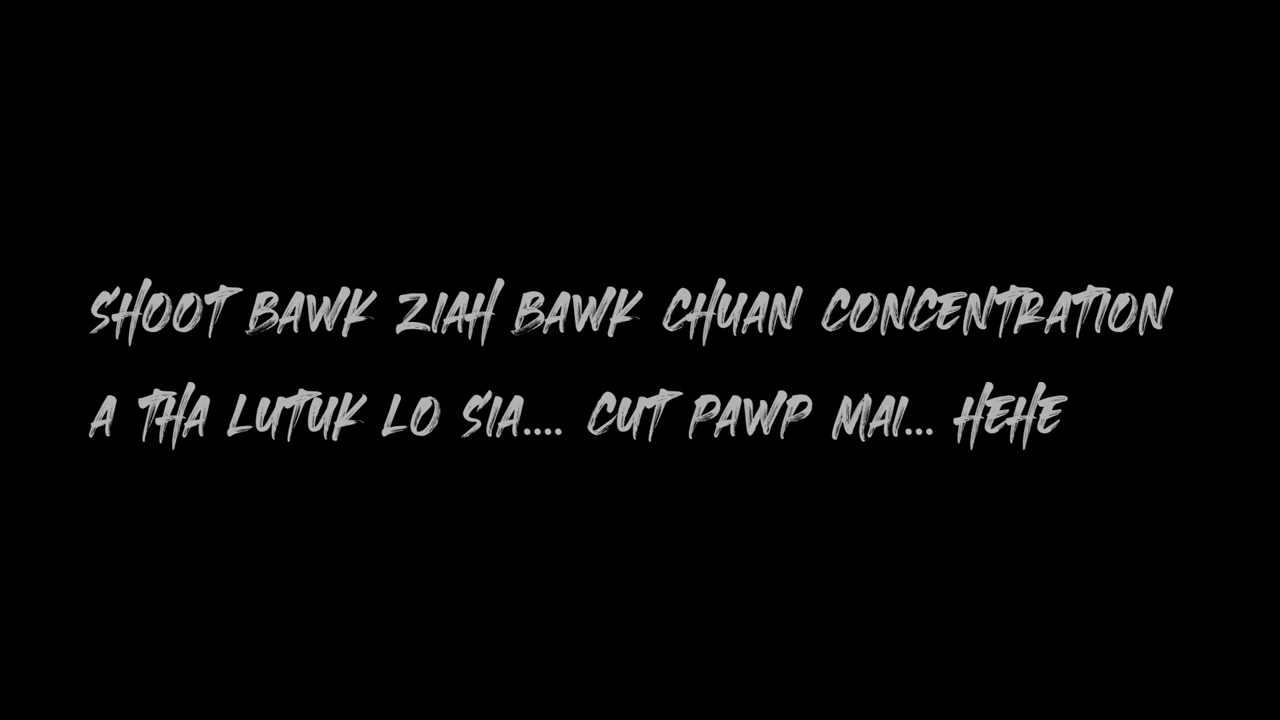 SHOOT BAWK ZIAH BAWK CHUAN CONCENTRATION
A THA LUTUK LO SIA.... CUT PAWP MAI... HEHE